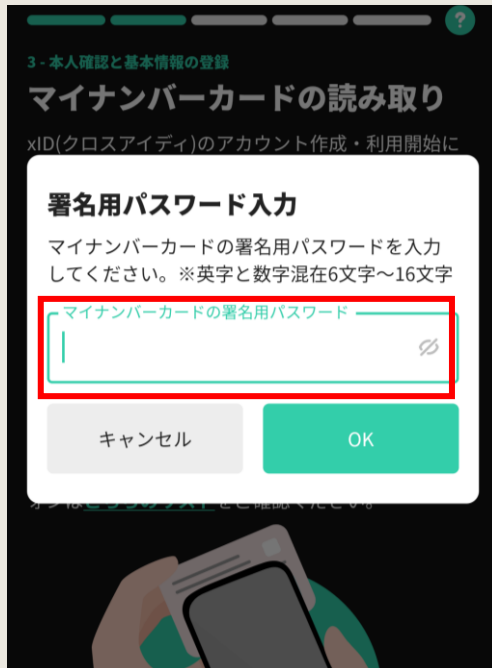 ?
3 - 本人確認と基本情報の登録
マイナンバーカードの読み取り
xID(クロスアイディ)のアカウント作成・利用開始に
署名用パスワード入力
マイナンバーカードの署名用パスワードを入力
してください。※英字と数字混在6文字〜16文字
マイナンバーカードの署名用パスワード
キャンセル
OK